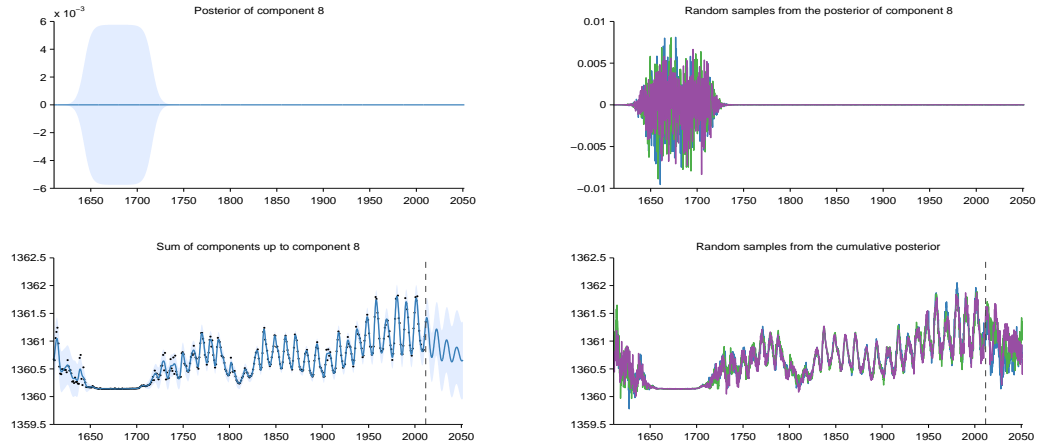 Posterior of component 8
x 10⁻³
6
4
2
0
−2
−4
−6
1650 1700 1750 1800 1850 1900 1950 2000 2050
Random samples from the posterior of component 8
0.01
0.005
0
−0.005
−0.01
1650 1700 1750 1800 1850 1900 1950 2000 2050
Sum of components up to component 8
1362.5
1362
1361.5
1361
1360.5
1360
1359.5
1650 1700 1750 1800 1850 1900 1950 2000 2050
Random samples from the cumulative posterior
1362.5
1362
1361.5
1361
1360.5
1360
1359.5
1650 1700 1750 1800 1850 1900 1950 2000 2050